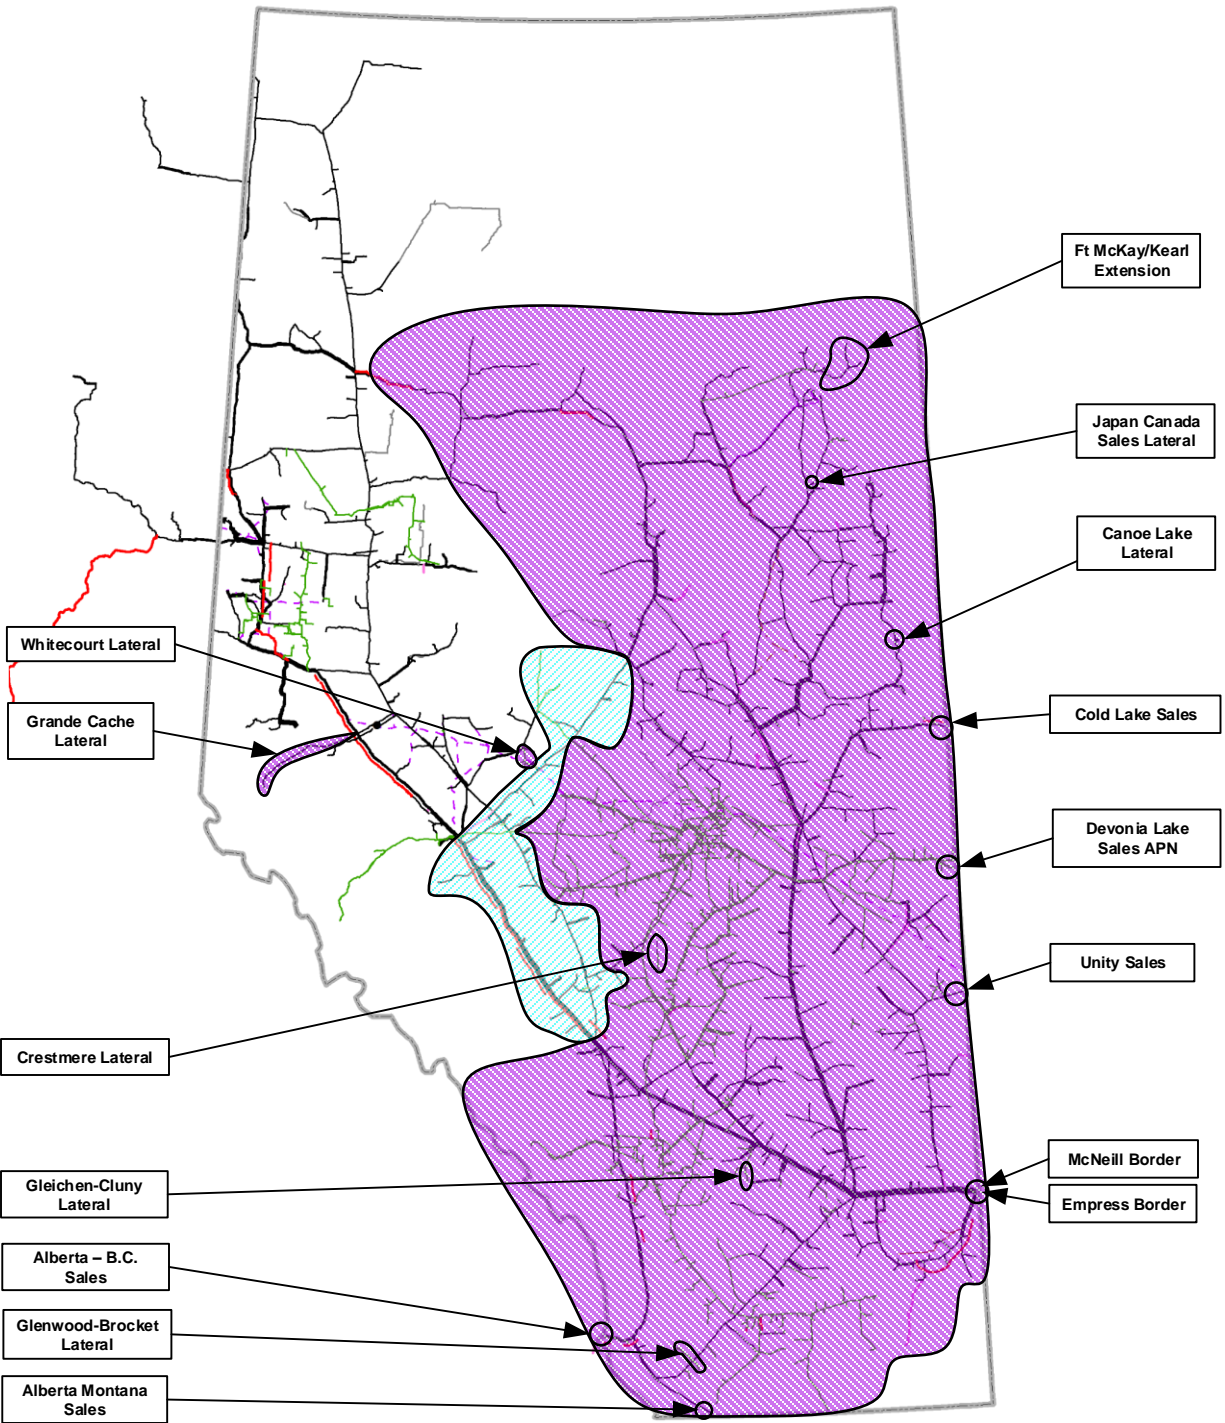 Ft McKay/Kearl
Extension
Japan Canada
Sales Lateral
Canoe Lake
Lateral
Whitecourt Lateral
Grande Cache
Lateral
Cold Lake Sales
Devonia Lake
Sales APN
Unity Sales
Crestmere Lateral
McNeill Border
Empress Border
Gleichen-Cluny
Lateral
Alberta – B.C.
Sales
Glenwood-Brocket
Lateral
Alberta Montana
Sales